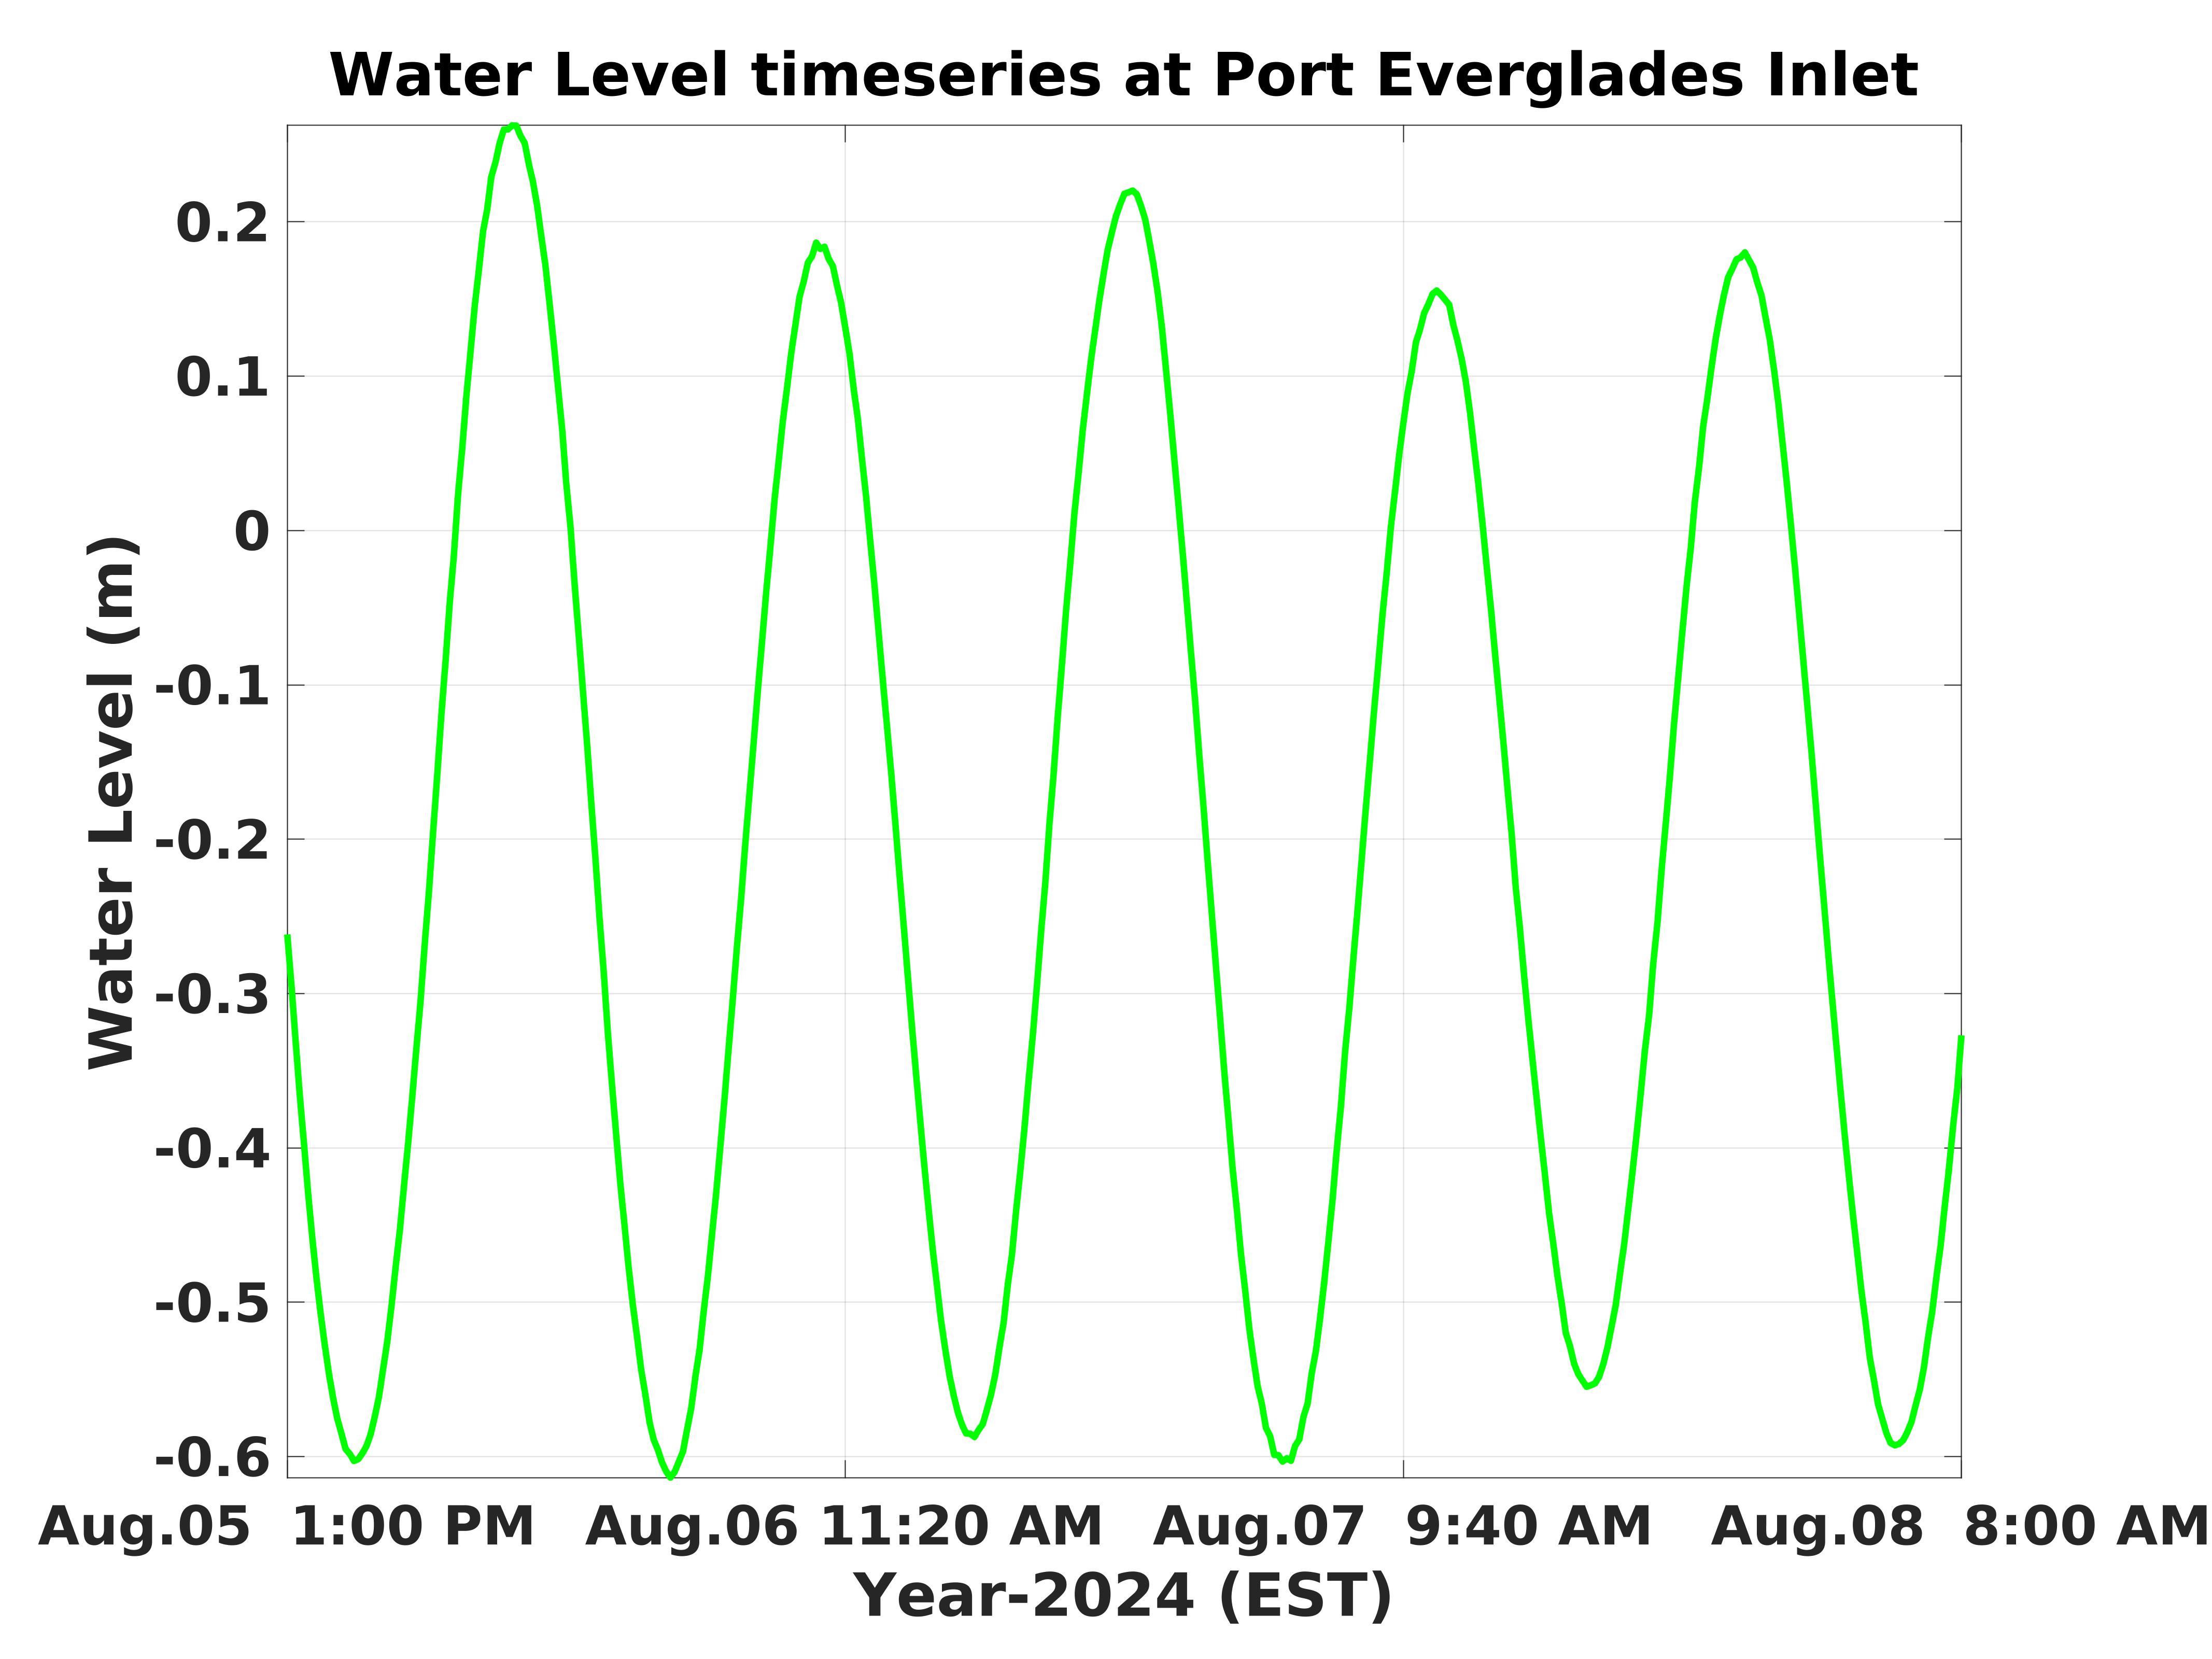 Water Level timeseries at Port Everglades Inlet
Water Level (m)
0.2
0.1
0
-0.1
-0.2
-0.3
-0.4
-0.5
-0.6
Aug.05  1:00 PM
Aug.06 11:20 AM
Aug.07  9:40 AM
Aug.08  8:00 AM
Year-2024 (EST)